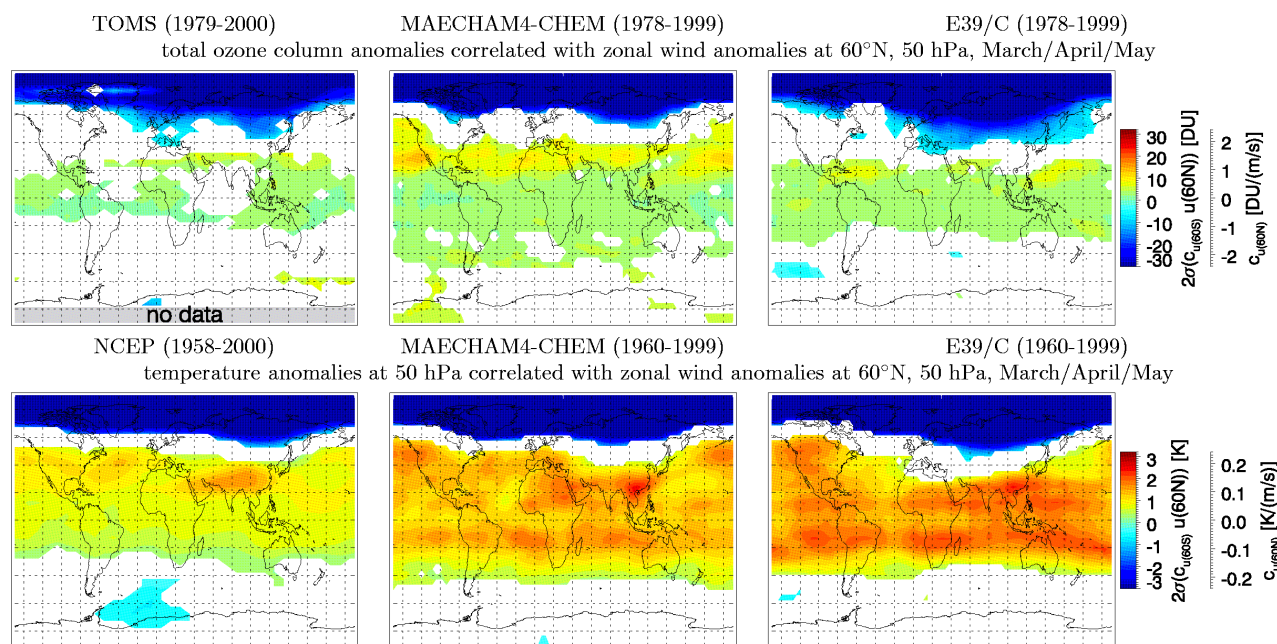 TOMS (1979-2000) MAECHAM4-CHEM (1978-1999) E39/C (1978-1999)
total ozone column anomalies correlated with zonal wind anomalies at 60°N, 50 hPa, March/April/May
no data
30
20
10
0
-10
-20
-30
2σ(c_u(60S) u(60N)) [DU]
2
1
0
-1
-2
c_u(60N) [DU/(m/s)]
NCEP (1958-2000) MAECHAM4-CHEM (1960-1999) E39/C (1960-1999)
temperature anomalies at 50 hPa correlated with zonal wind anomalies at 60°N, 50 hPa, March/April/May
3
2
1
0
-1
-2
-3
2σ(c_u(60S) u(60N)) [K]
0.2
0.1
0.0
-0.1
-0.2
c_u(60N) [K/(m/s)]